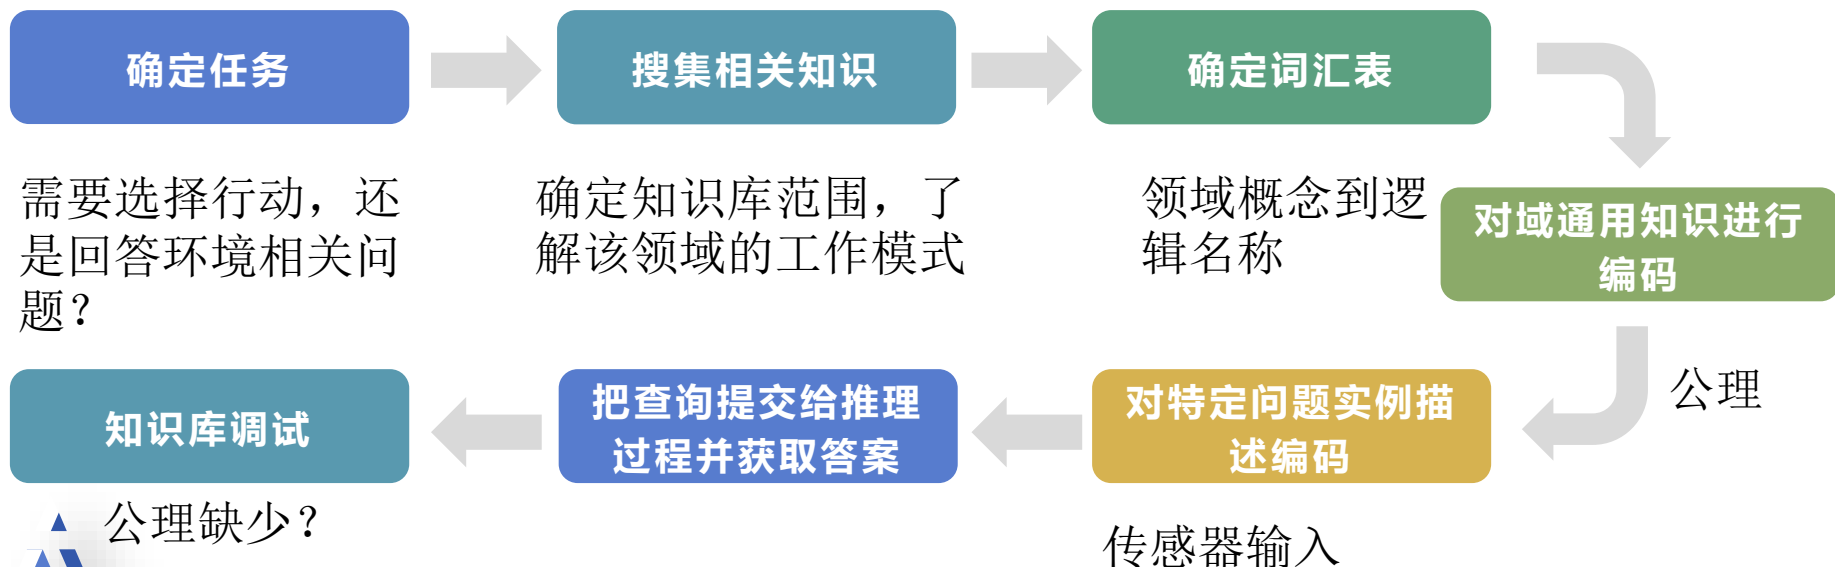 确定任务
搜集相关知识
确定词汇表
需要选择行动，还
是回答环境相关问
题？
确定知识库范围，了
解该领域的工作模式
领域概念到逻
辑名称
对域通用知识进行
编码
公理
对特定问题实例描
述编码
传感器输入
把查询提交给推理
过程并获取答案
知识库调试
公理缺少？